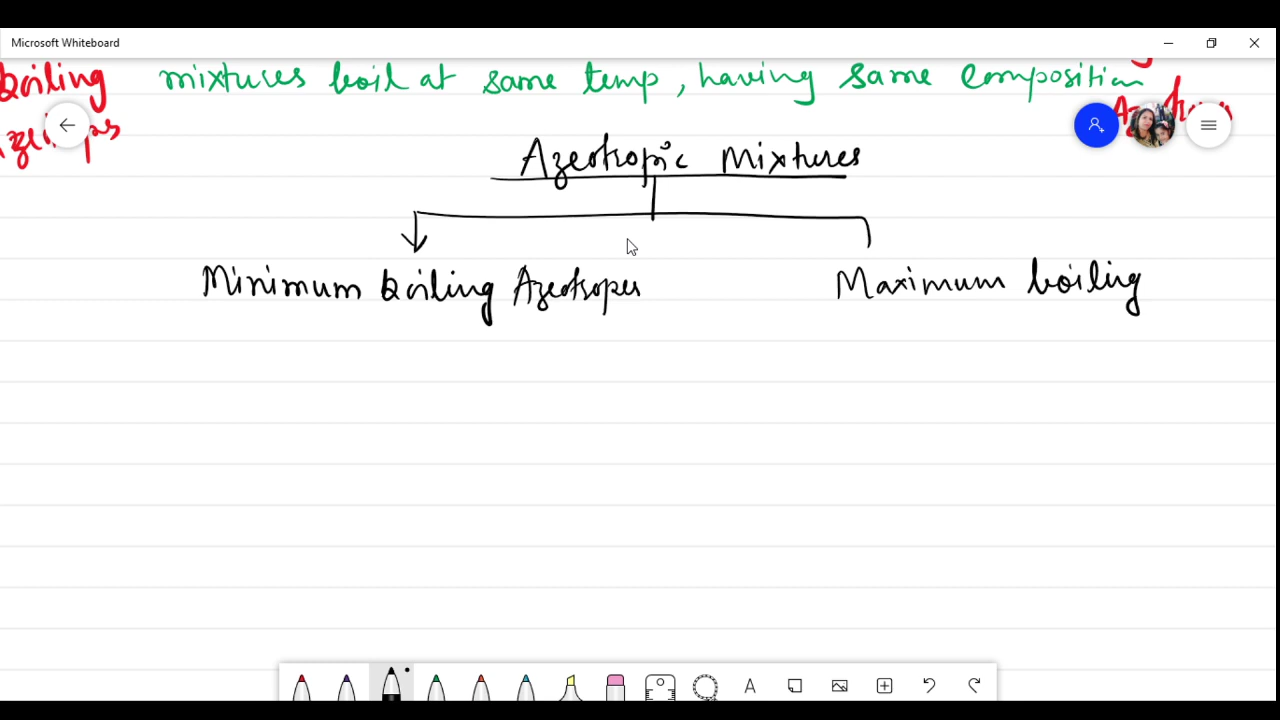 Microsoft Whiteboard
boiling mixtures boil at same temp, having same composition
Azeotropic Mixtures
Minimum boiling Azeotropes Maximum boiling
A